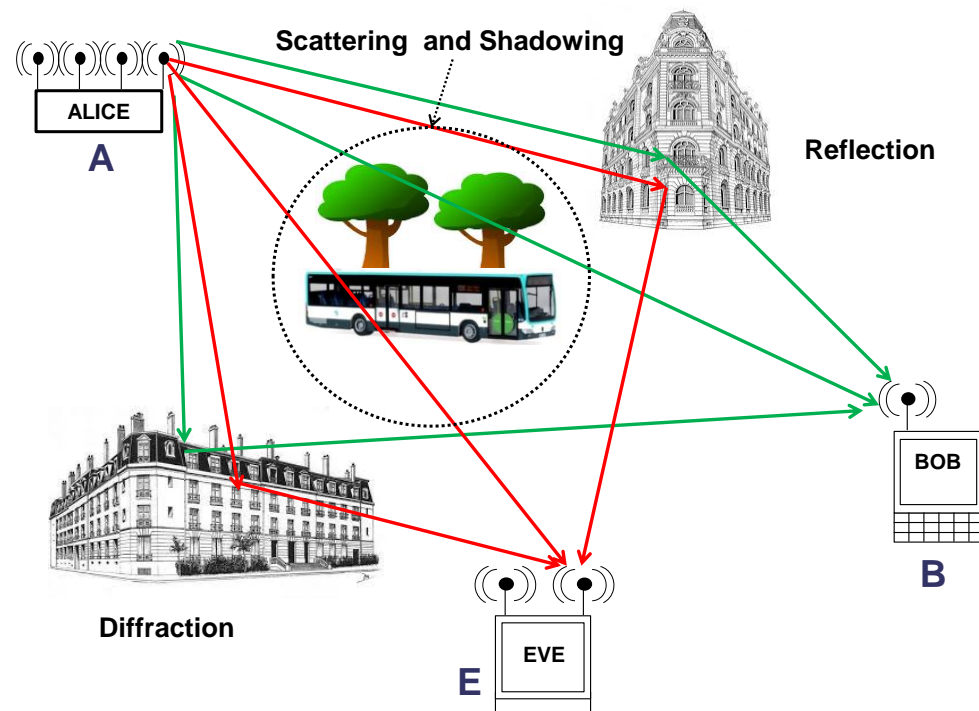 Scattering and Shadowing
ALICE
A
Reflection
BOB
B
Diffraction
EVE
E